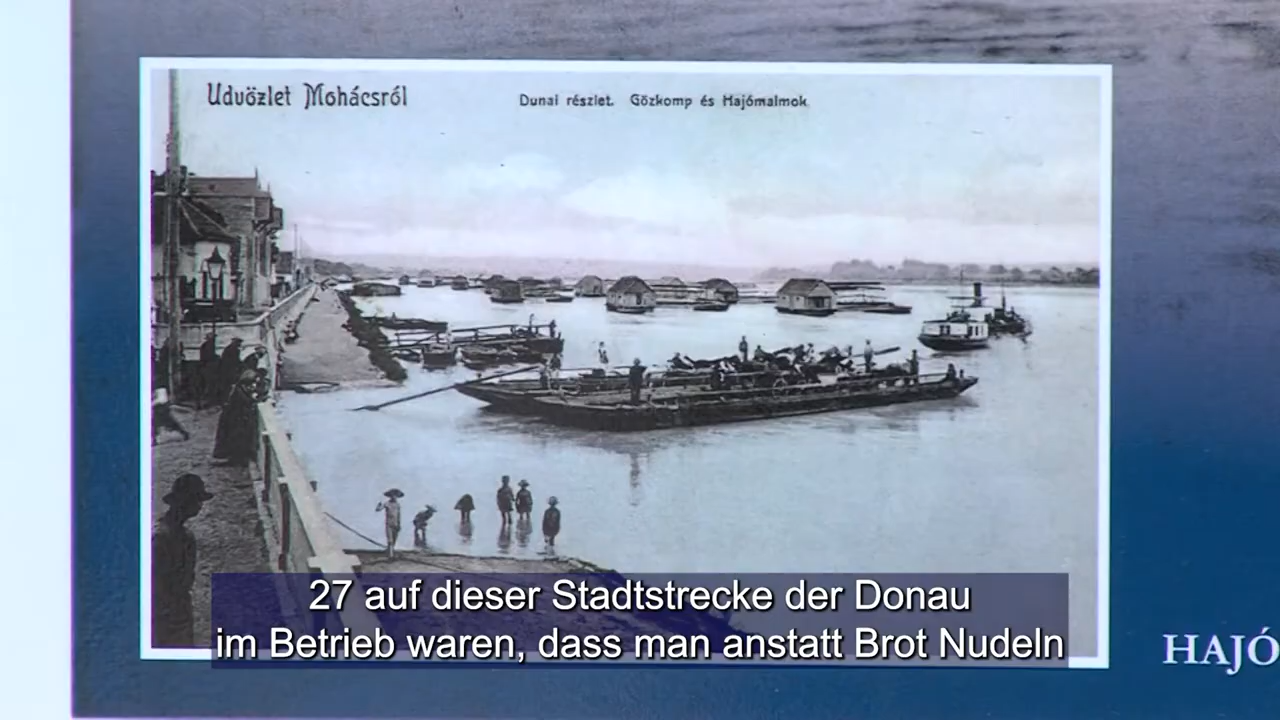 Udvözlet Mohácsról
Dunai részlet. Gőzkomp és Hajómalmok
HAJÓ
27 auf dieser Stadtstrecke der Donau
im Betrieb waren, dass man anstatt Brot Nudeln